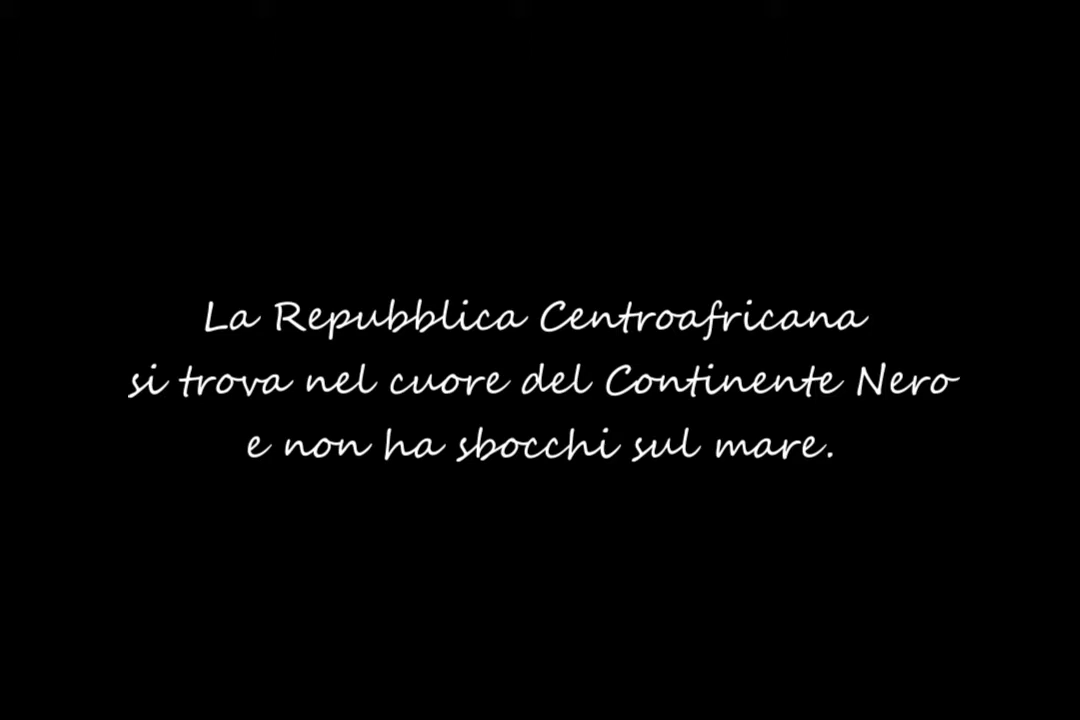 La Repubblica Centroafricana
si trova nel cuore del Continente Nero
e non ha sbocchi sul mare.